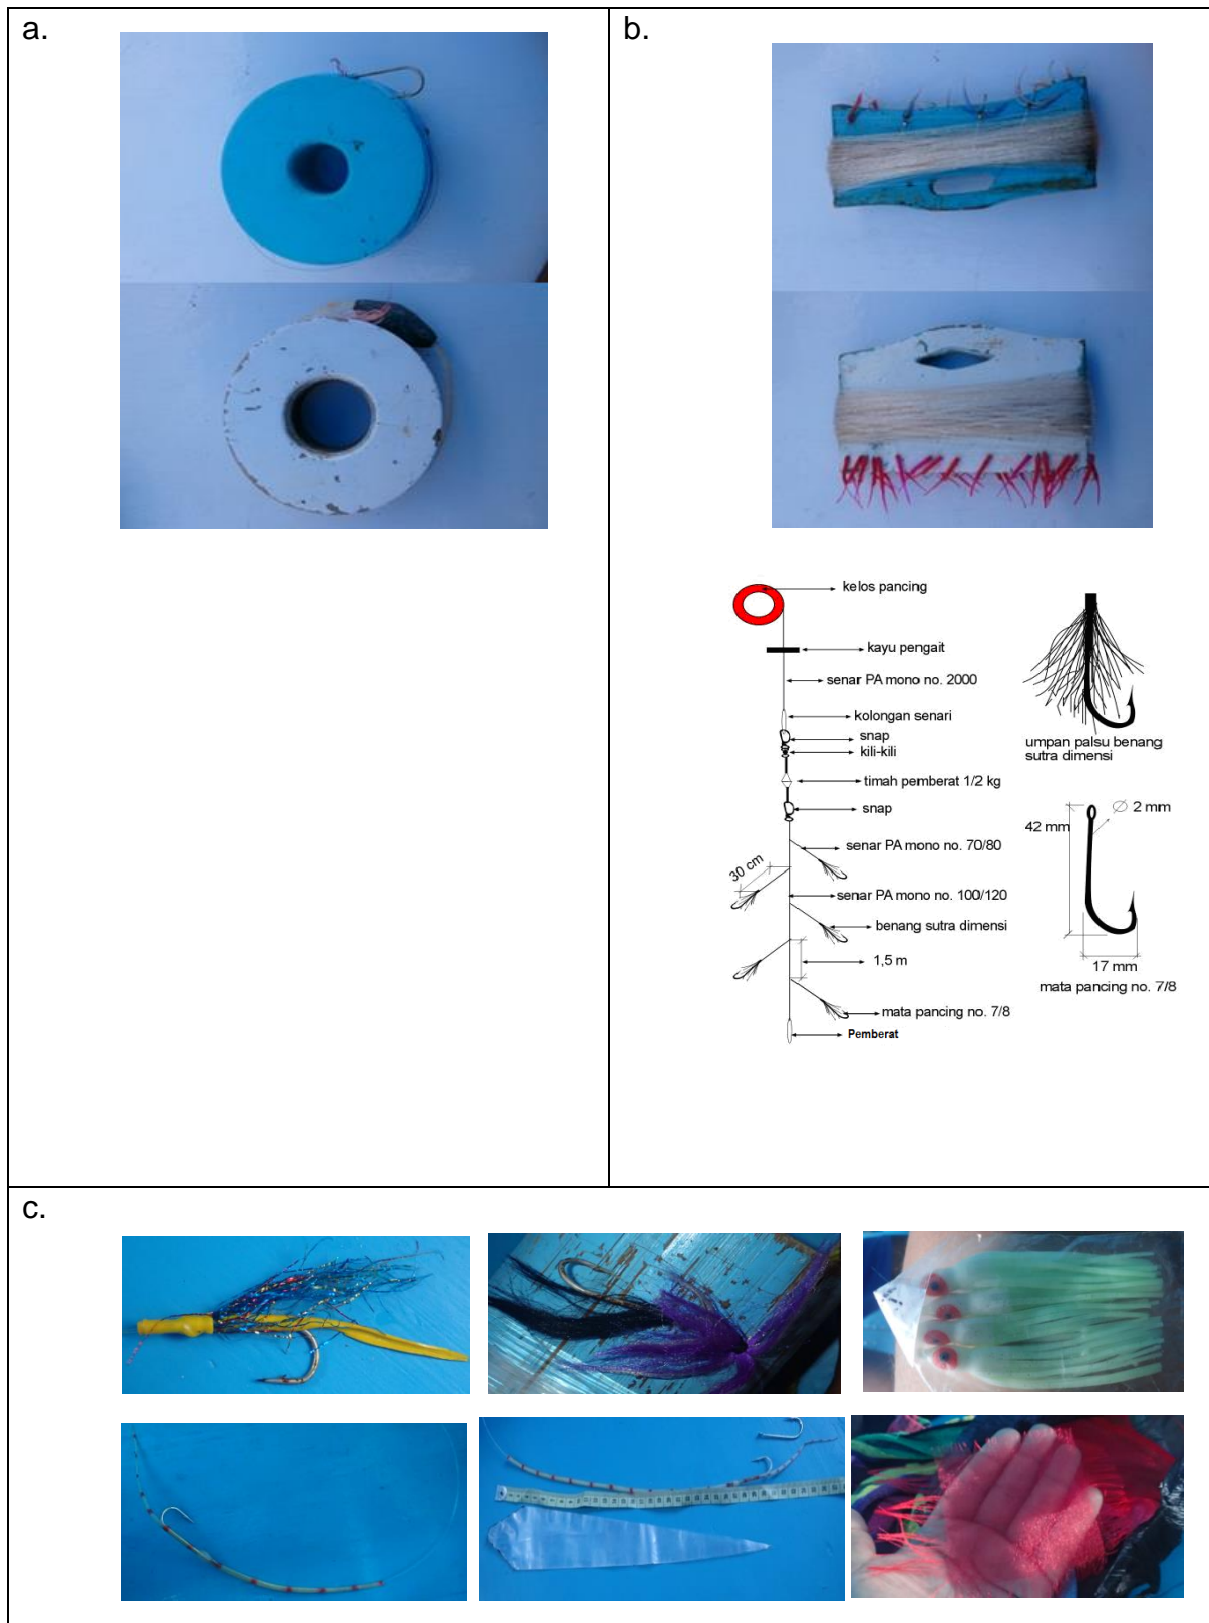 a.
b.
kelos pancing
kayu pengait
senar PA mono no. 2000
kolongan senari
snap
kili-kili
umpan palsu benang
sutra dimensi
timah pemberat 1/2 kg
snap
Ø 2 mm
42 mm
senar PA mono no. 70/80
30 cm
senar PA mono no. 100/120
benang sutra dimensi
1,5 m
17 mm
mata pancing no. 7/8
mata pancing no. 7/8
Pemberat
c.